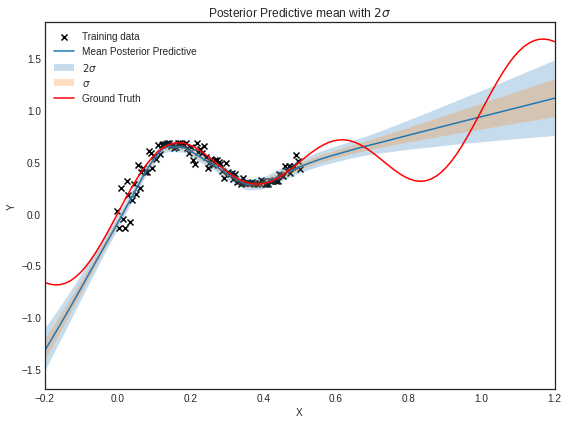 Posterior Predictive mean with 2σ
Training data
Mean Posterior Predictive
2σ
σ
Ground Truth
1.5
1.0
0.5
0.0
−0.5
−1.0
−1.5
Y
−0.2 0.0 0.2 0.4 0.6 0.8 1.0 1.2
X